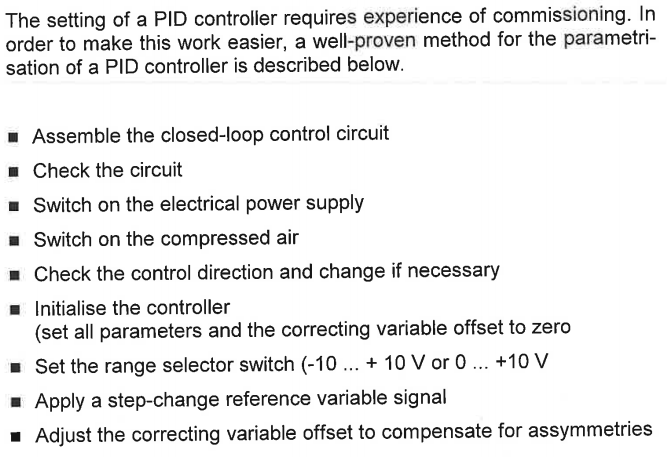 The setting of a PID controller requires experience of commissioning. In
order to make this work easier, a well-proven method for the parametri-
sation of a PID controller is described below.
■ Assemble the closed-loop control circuit
■ Check the circuit
■ Switch on the electrical power supply
■ Switch on the compressed air
■ Check the control direction and change if necessary
■ Initialise the controller
(set all parameters and the correcting variable offset to zero
■ Set the range selector switch (-10 ... + 10 V or 0 ... +10 V
■ Apply a step-change reference variable signal
■ Adjust the correcting variable offset to compensate for assymmetries